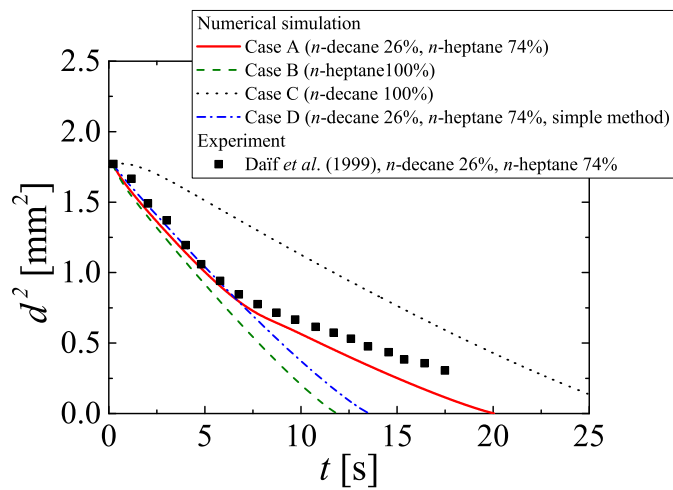 Numerical simulation
Case A (n-decane 26%, n-heptane 74%)
Case B (n-heptane100%)
Case C (n-decane 100%)
Case D (n-decane 26%, n-heptane 74%, simple method)
Experiment
Daïf et al. (1999), n-decane 26%, n-heptane 74%
2.5
2.0
1.5
1.0
0.5
0.0
d² [mm²]
0 5 10 15 20 25
t [s]